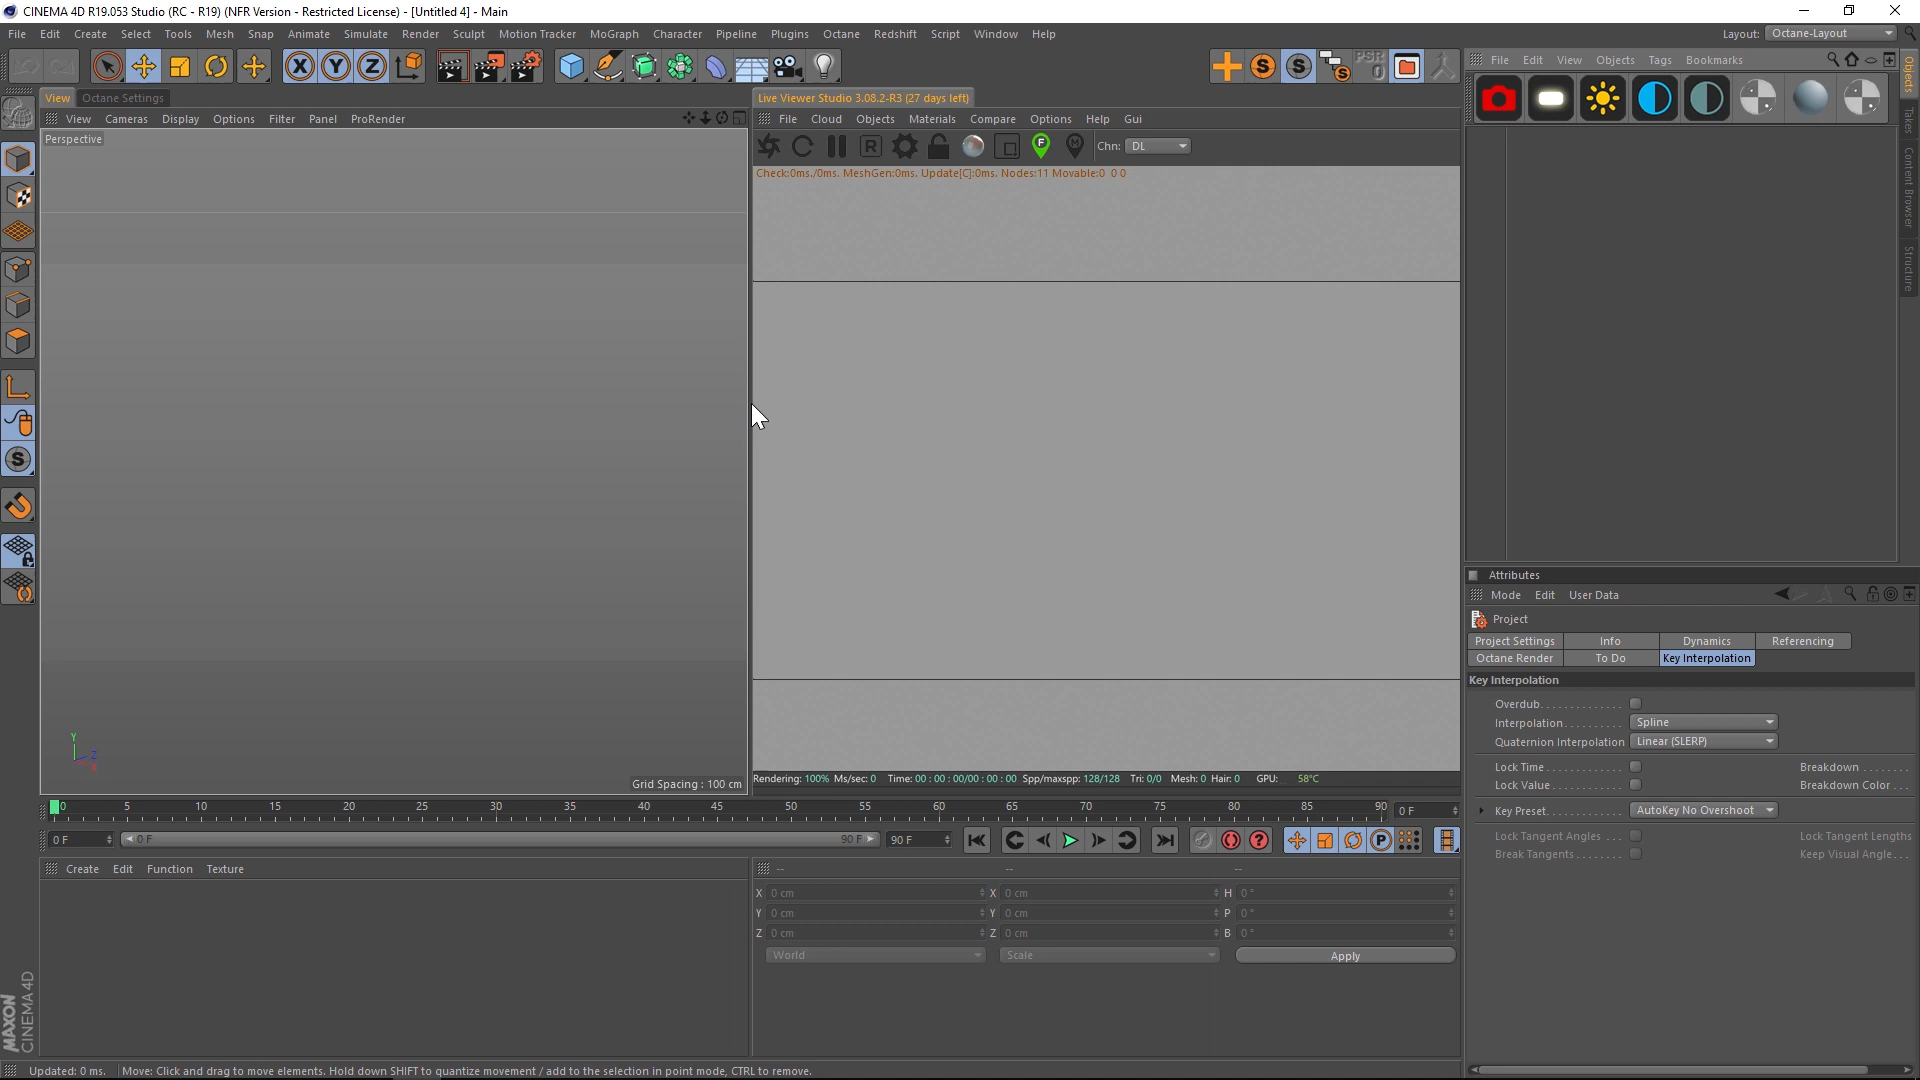 CINEMA 4D R19.053 Studio (RC - R19) (NFR Version - Restricted License) - [Untitled 4] - Main
File Edit Create Select Tools Mesh Snap Animate Simulate Render Sculpt Motion Tracker MoGraph Character Pipeline Plugins Octane Redshift Script Window Help
Layout: Octane-Layout
PSR
0
File Edit View Objects Tags Bookmarks
View Octane Settings
Live Viewer Studio 3.08.2-R3 (27 days left)
View Cameras Display Options Filter Panel ProRender
File Cloud Objects Materials Compare Options Help Gui
Perspective
Chn: DL
Check:0ms./0ms. MeshGen:0ms. Update[C]:0ms. Nodes:11 Movable:0 0 0
Objects
Takes
Content Browser
Structure
Attributes
Mode Edit User Data
Project
Project Settings Info Dynamics Referencing
Octane Render To Do Key Interpolation
Key Interpolation
Overdub
Interpolation Spline
Quaternion Interpolation Linear (SLERP)
Lock Time Breakdown
Lock Value Breakdown Color
Key Preset AutoKey No Overshoot
Lock Tangent Angles Lock Tangent Lengths
Break Tangents Keep Visual Angle
Y
Z
X
Grid Spacing : 100 cm
Rendering: 100% Ms/sec: 0 Time: 00 : 00 : 00/00 : 00 : 00 Spp/maxspp: 128/128 Tri: 0/0 Mesh: 0 Hair: 0 GPU: 58°C
0 5 10 15 20 25 30 35 40 45 50 55 60 65 70 75 80 85 90 0 F
0 F 0 F 90 F 90 F
Create Edit Function Texture
-- -- --
X 0 cm X 0 cm H 0 °
Y 0 cm Y 0 cm P 0 °
Z 0 cm Z 0 cm B 0 °
World Scale Apply
MAXON
CINEMA 4D
Updated: 0 ms. Move: Click and drag to move elements. Hold down SHIFT to quantize movement / add to the selection in point mode, CTRL to remove.